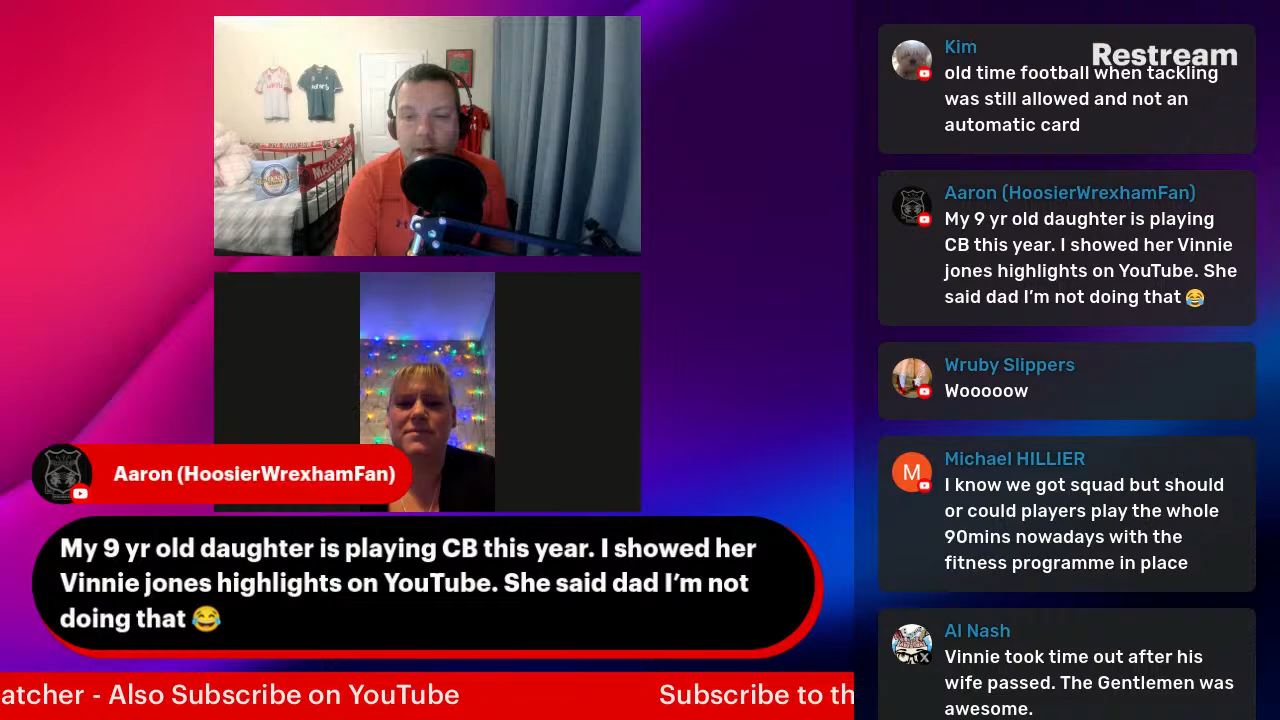 Restream
Kim
old time football when tackling
was still allowed and not an
automatic card
Aaron (HoosierWrexhamFan)
My 9 yr old daughter is playing
CB this year. I showed her Vinnie
jones highlights on YouTube. She
said dad I’m not doing that 😂
Wruby Slippers
Wooooow
M
Michael HILLIER
I know we got squad but should
or could players play the whole
90mins nowadays with the
fitness programme in place
Al Nash
Vinnie took time out after his
wife passed. The Gentlemen was
awesome.
Aaron (HoosierWrexhamFan)
My 9 yr old daughter is playing CB this year. I showed her
Vinnie jones highlights on YouTube. She said dad I’m not
doing that 😂
atcher - Also Subscribe on YouTube
Subscribe to th